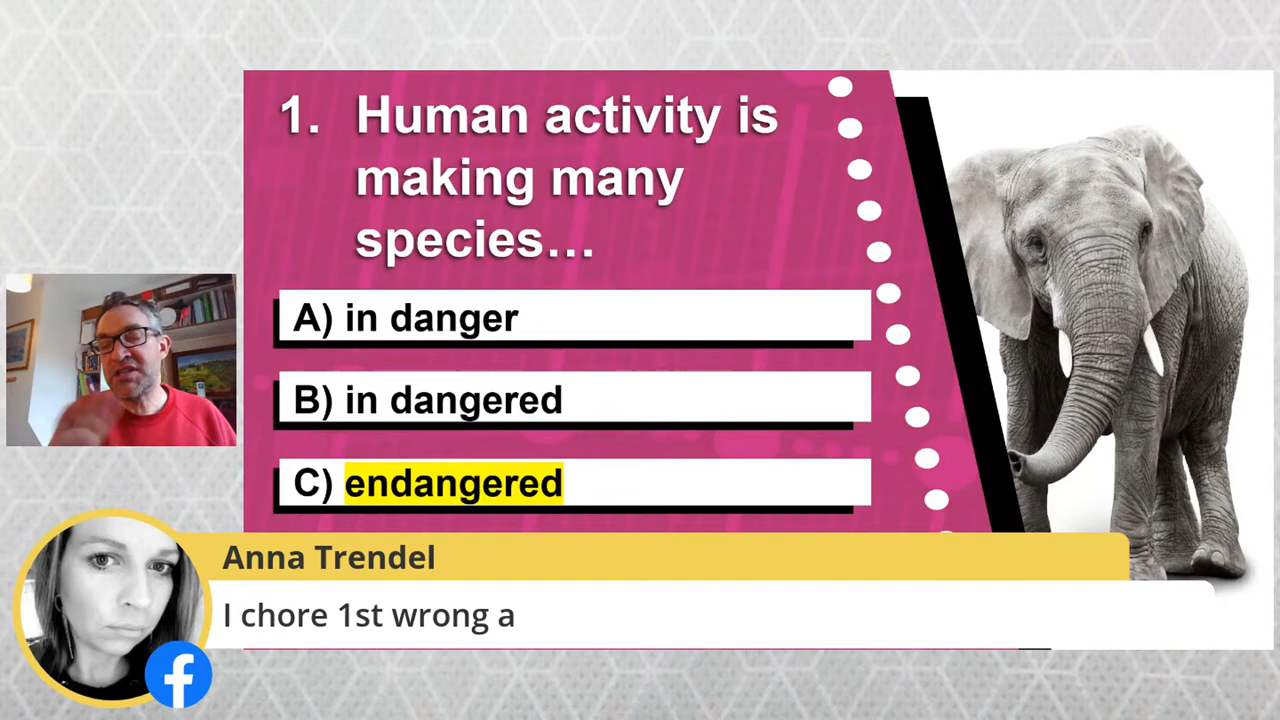 1. Human activity is
making many
species...
A) in danger
B) in dangered
C) endangered
Anna Trendel
I chore 1st wrong a